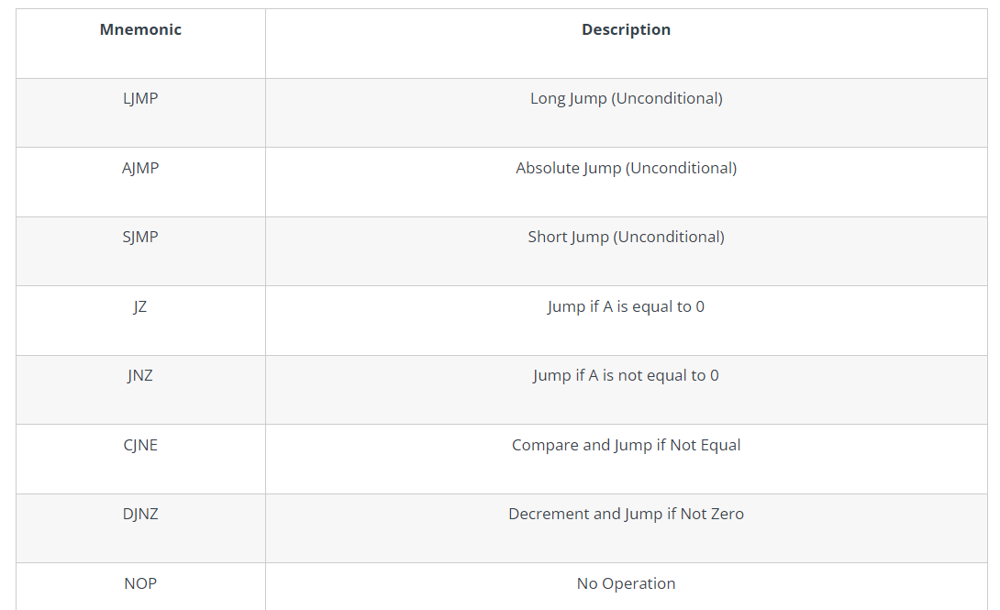 Mnemonic Description
LJMP Long Jump (Unconditional)
AJMP Absolute Jump (Unconditional)
SJMP Short Jump (Unconditional)
JZ Jump if A is equal to 0
JNZ Jump if A is not equal to 0
CJNE Compare and Jump if Not Equal
DJNZ Decrement and Jump if Not Zero
NOP No Operation